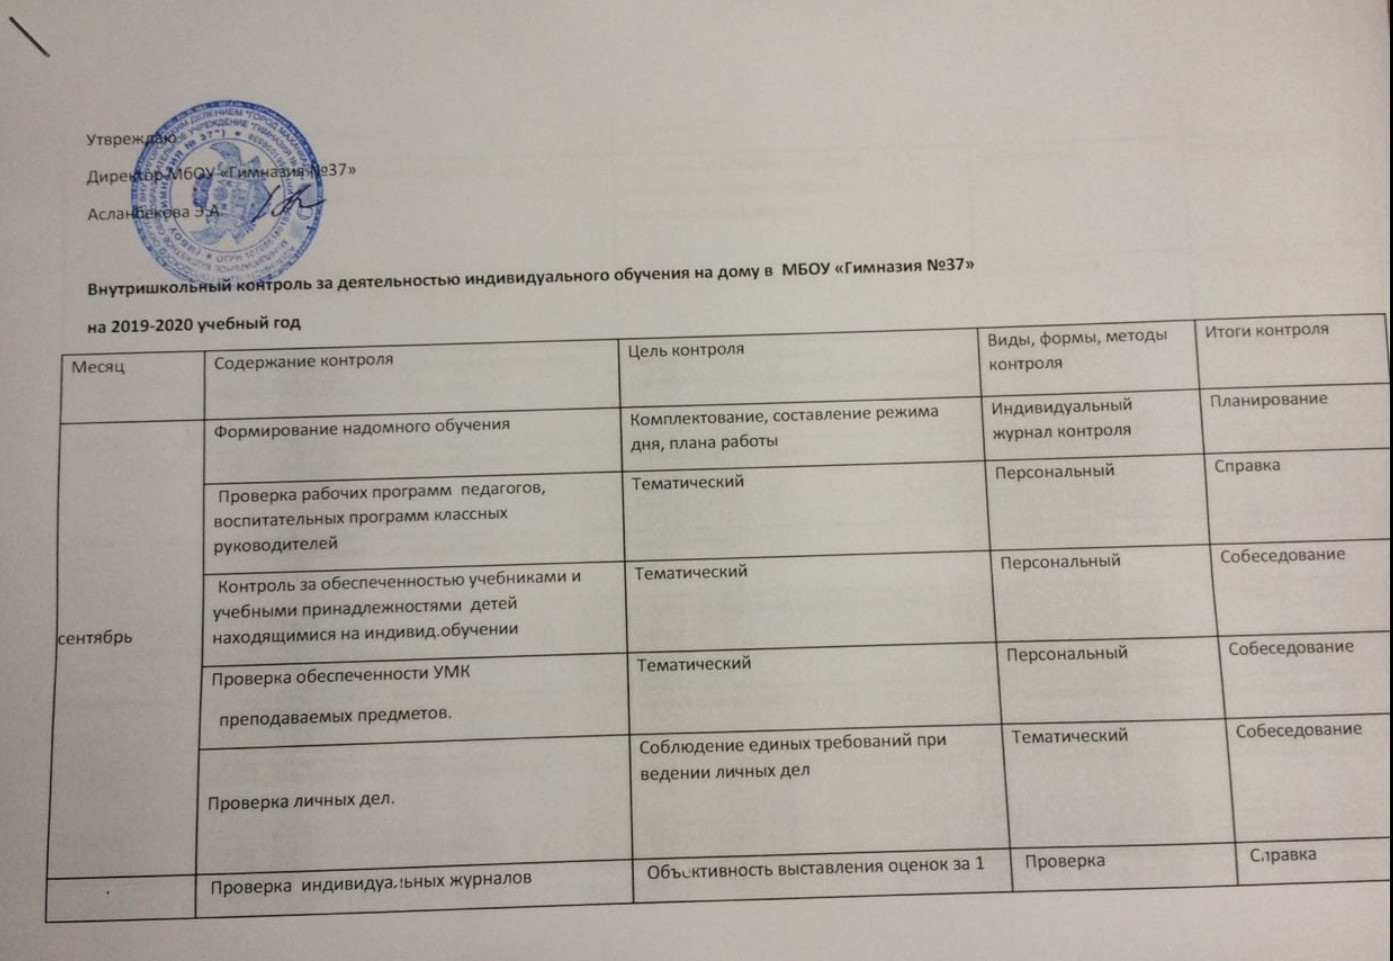 Утвреждаю
Директор МбОУ «Гимназия №37»
Асланбекова Э.А.
Внутришкольный контроль за деятельностью индивидуального обучения на дому в МБОУ «Гимназия №37»
на 2019-2020 учебный год
Месяц
Содержание контроля
Цель контроля
Виды, формы, методы
контроля
Итоги контроля
сентябрь
Формирование надомного обучения
Комплектование, составление режима
дня, плана работы
Индивидуальный
журнал контроля
Планирование
Проверка рабочих программ педагогов,
воспитательных программ классных
руководителей
Тематический
Персональный
Справка
Контроль за обеспеченностью учебниками и
учебными принадлежностями детей
находящимися на индивид.обучении
Тематический
Персональный
Собеседование
Проверка обеспеченности УМК
преподаваемых предметов.
Тематический
Персональный
Собеседование
Проверка личных дел.
Соблюдение единых требований при
ведении личных дел
Тематический
Собеседование
Проверка индивидуальных журналов
Объективность выставления оценок за 1
Проверка
Справка